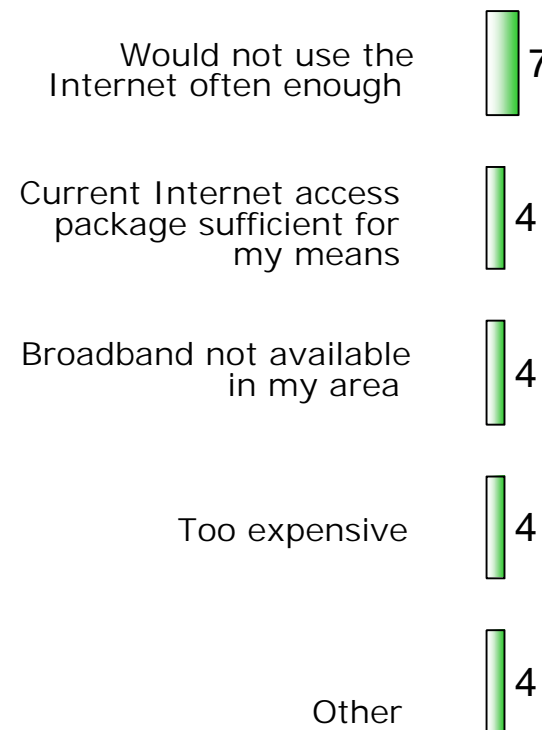 Would not use the
Internet often enough
7
Current Internet access
package sufficient for
my means
4
Broadband not available
in my area
4
Too expensive
4
Other
4